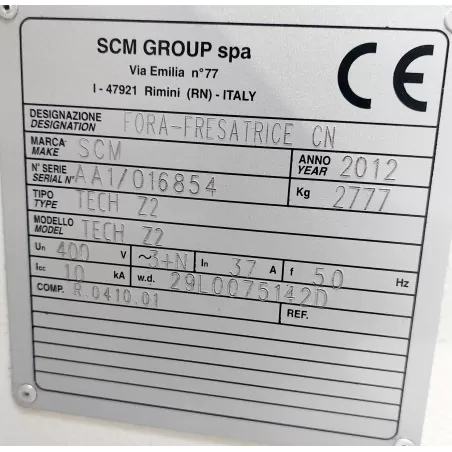 SCM GROUP spa
Via Emilia n°77
I - 47921 Rimini (RN) - ITALY
CE
DESIGNAZIONE
DESIGNATION FORA-FRESATRICE CN
MARCA
MAKE SCM
ANNO
YEAR 2012
N° SERIE
SERIAL N° AA1/016854
Kg 2777
TIPO
TYPE TECH Z2
MODELLO
MODEL TECH Z2
Un 400 V ~3+N In 37 A f 50 Hz
Icc 10 kA w.d. 29L0075142D
COMP. R.0410.01 REF.